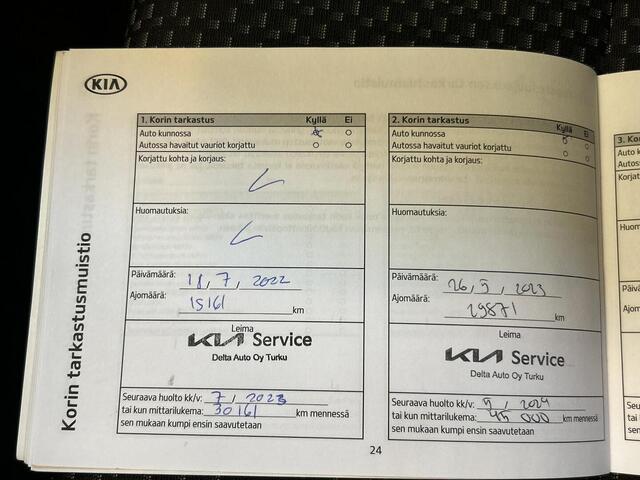 KIA
Korin tarkastusmuistio
1. Korin tarkastus Kyllä Ei
Auto kunnossa
Autossa havaitut vauriot korjattu
Korjattu kohta ja korjaus:
Huomautuksia:
Päivämäärä: 18, 7, 2022
Ajomäärä: 15161 km
Leima
KIA Service
Delta Auto Oy Turku
Seuraava huolto kk/v: 7, 2023
tai kun mittarilukema: 30161 km mennessä
sen mukaan kumpi ensin saavutetaan
2. Korin tarkastus Kyllä Ei
Auto kunnossa
Autossa havaitut vauriot korjattu
Korjattu kohta ja korjaus:
Huomautuksia:
Päivämäärä: 26, 5, 2023
Ajomäärä: 29871 km
Leima
KIA Service
Delta Auto Oy Turku
Seuraava huolto kk/v: 5, 2024
tai kun mittarilukema: 45 000 km mennessä
sen mukaan kumpi ensin saavutetaan
24